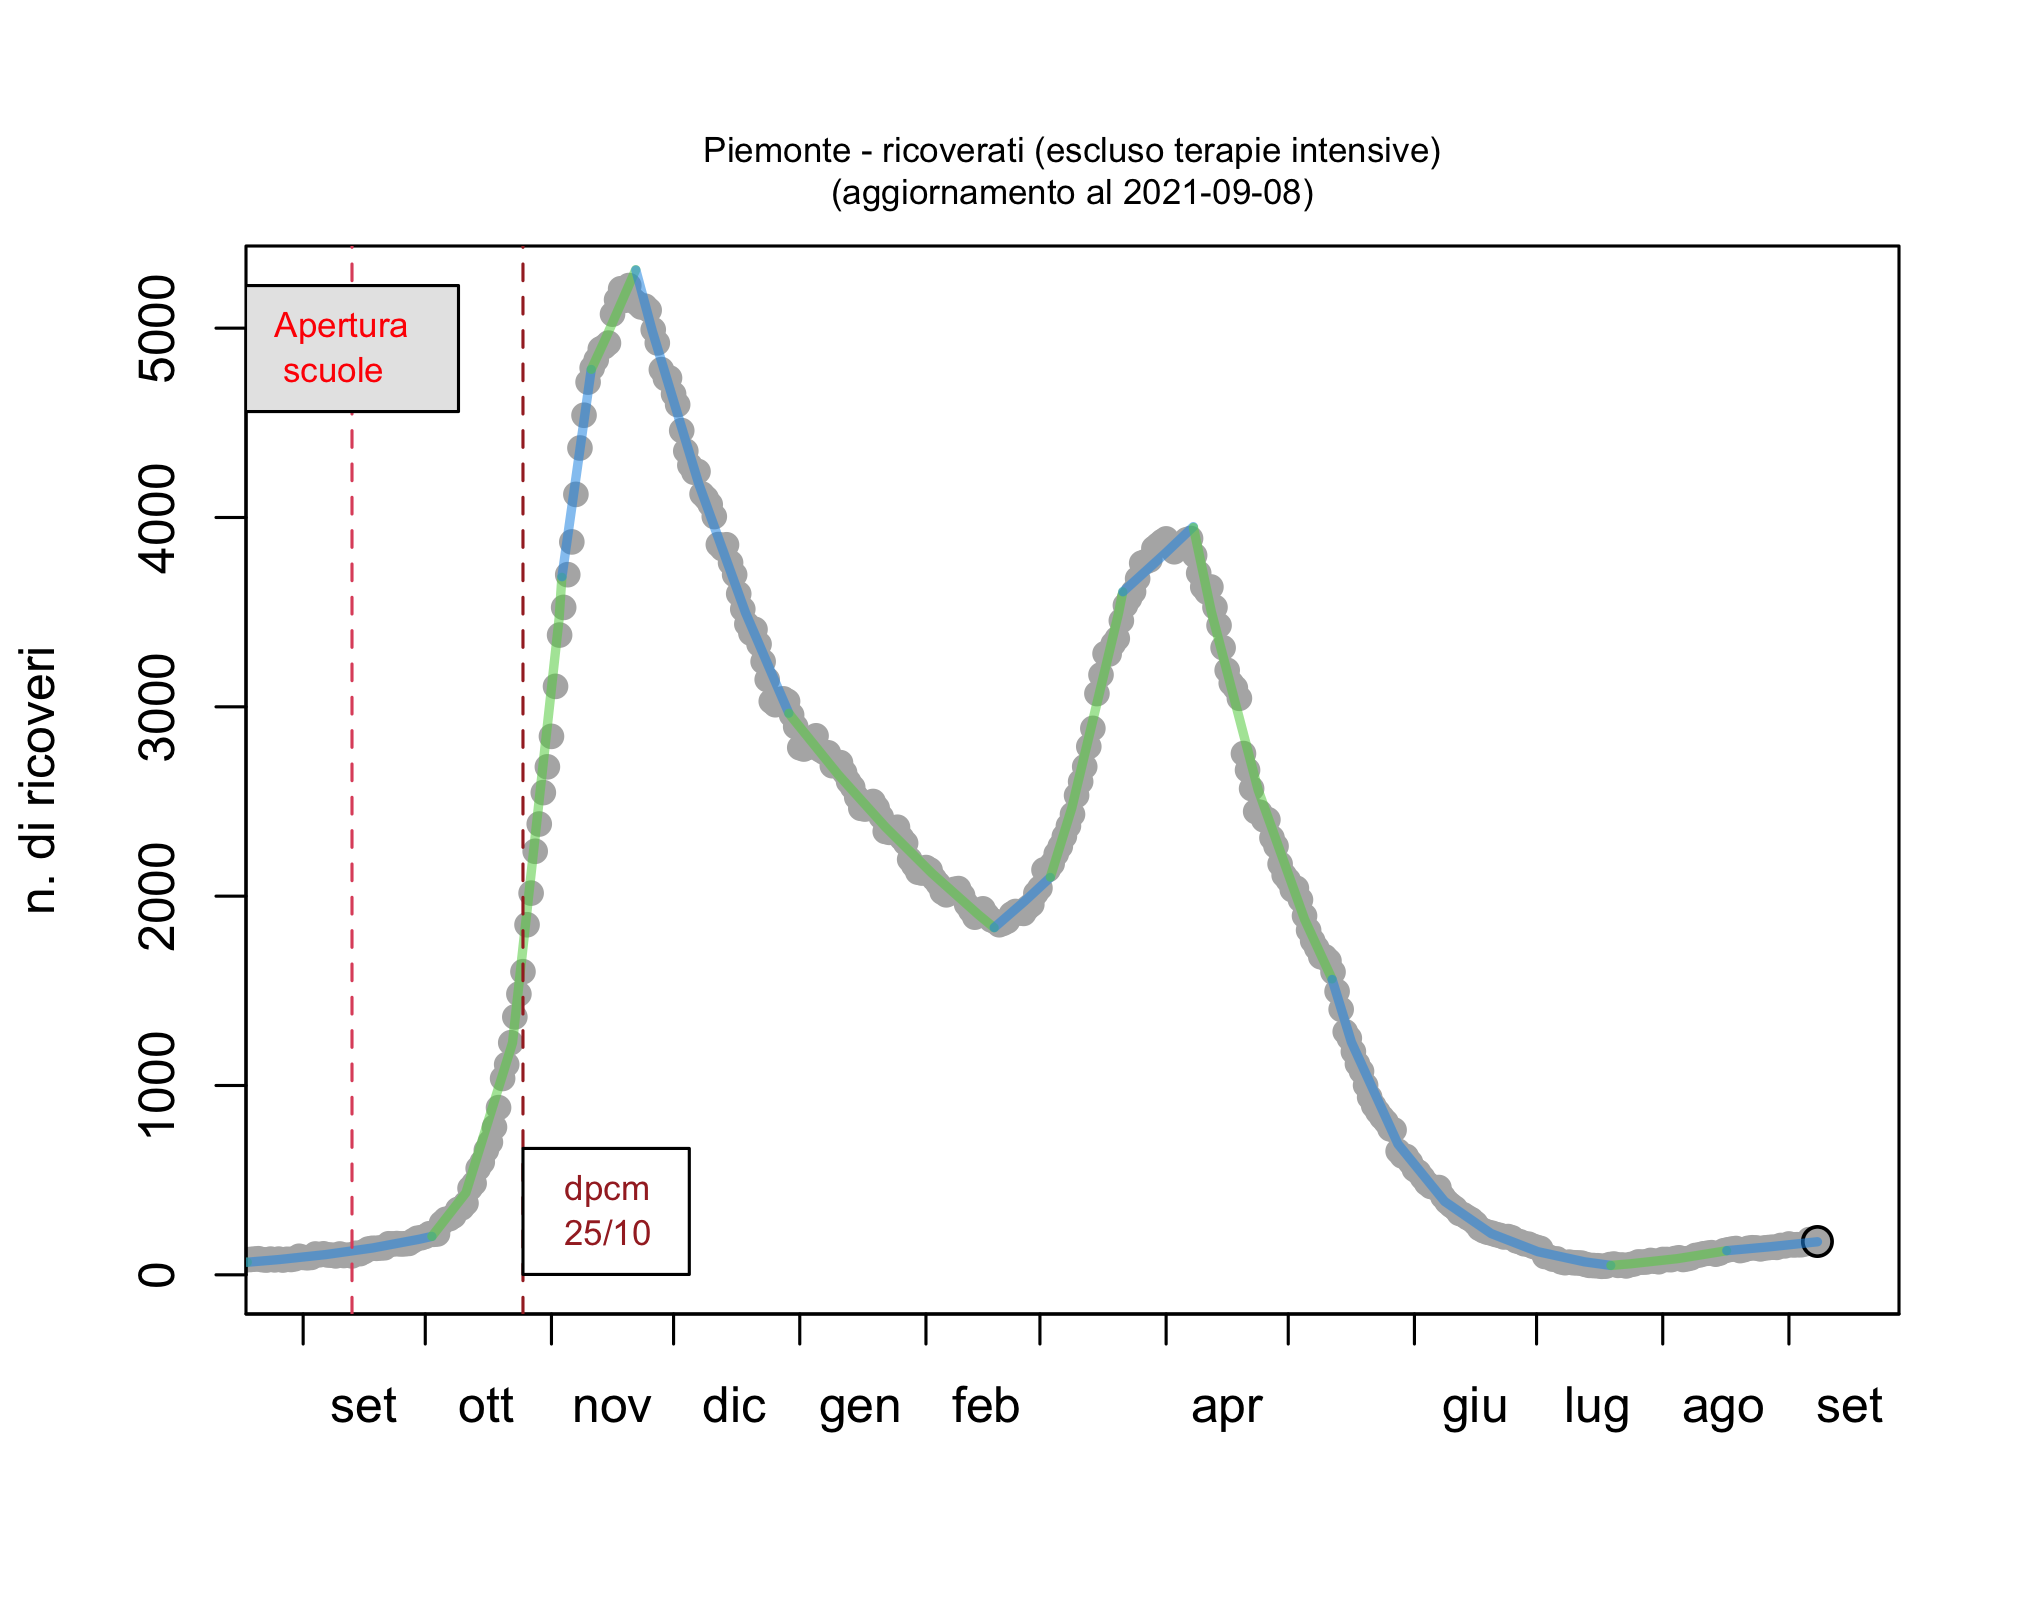 Piemonte - ricoverati (escluso terapie intensive)
(aggiornamento al 2021-09-08)
n. di ricoveri
5000
4000
3000
2000
1000
0
Apertura
scuole
dpcm
25/10
set ott nov dic gen feb apr giu lug ago set